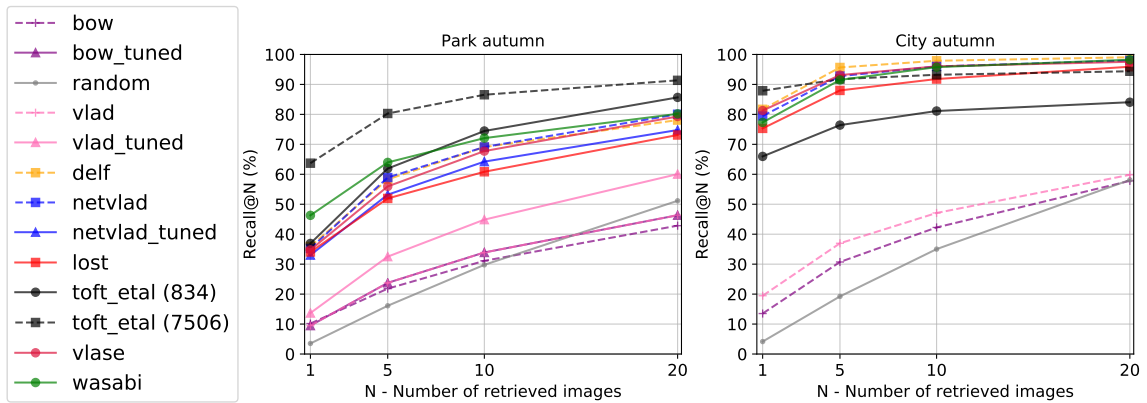 bow
bow_tuned
random
vlad
vlad_tuned
delf
netvlad
netvlad_tuned
lost
toft_etal (834)
toft_etal (7506)
vlase
wasabi
Park autumn
100
90
80
70
60
50
40
30
20
10
0
Recall@N (%)
1 5 10 20
N - Number of retrieved images
City autumn
100
90
80
70
60
50
40
30
20
10
0
Recall@N (%)
1 5 10 20
N - Number of retrieved images